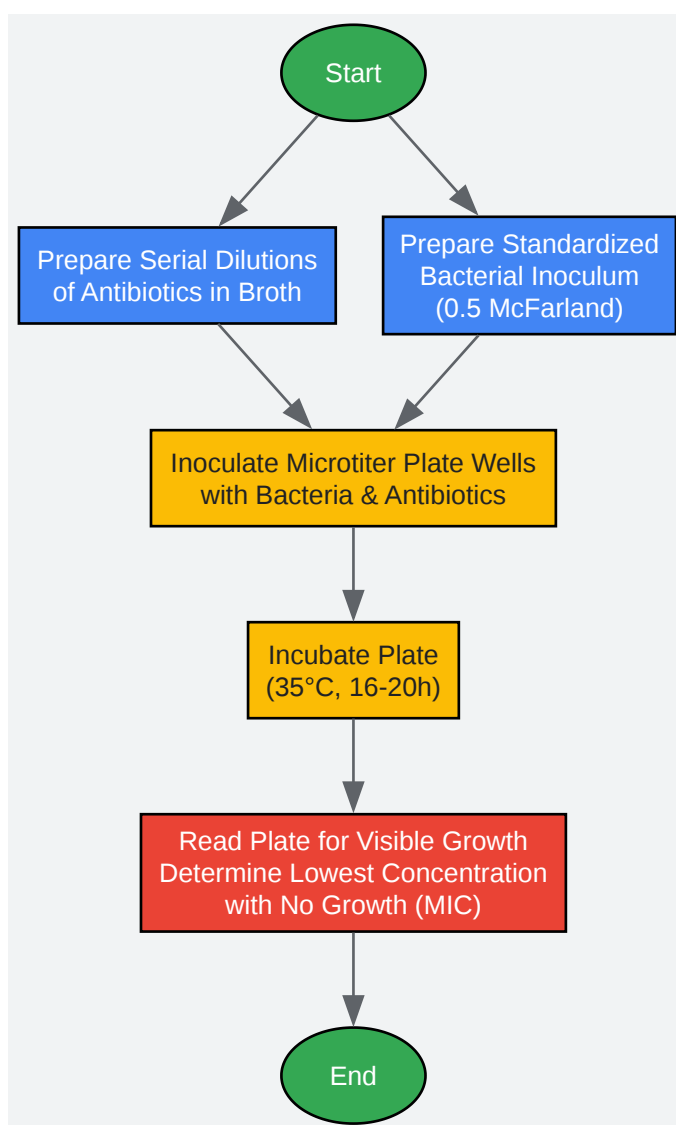 Start
Prepare Serial Dilutions
of Antibiotics in Broth
Prepare Standardized
Bacterial Inoculum
(0.5 McFarland)
Inoculate Microtiter Plate Wells
with Bacteria & Antibiotics
Incubate Plate
(35°C, 16-20h)
Read Plate for Visible Growth
Determine Lowest Concentration
with No Growth (MIC)
End